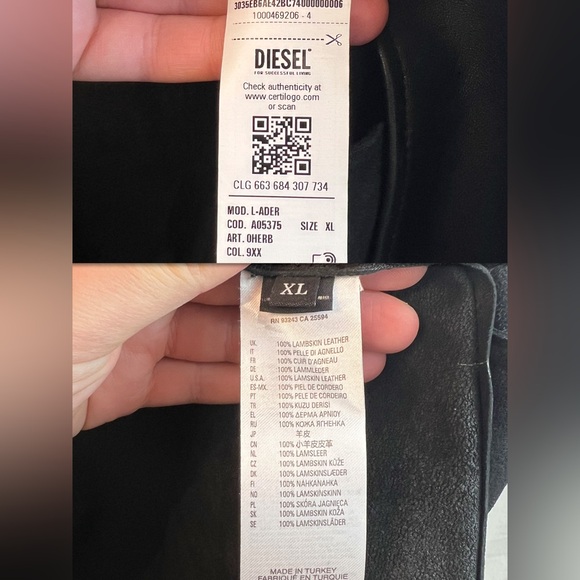 3035EB6AE42BC74000000006
1000469206 - 4
DIESEL
FOR SUCCESSFUL LIVING
Check authenticity at
www.certilogo.com
or scan
CLG 663 684 307 734
MOD. L-ADER
COD. A05375 SIZE XL
ART. 0HERB
COL. 9XX
XL
RN 93243 CA 25594
UK 100% LAMBSKIN LEATHER
IT 100% PELLE DI AGNELLO
FR 100% CUIR D'AGNEAU
DE 100% LAMMLEGER
U.S.A. 100% LAMSKIN LEATHER
ES-MX 100% PIEL DE CORDERO
PT 100% PELE DE CORDEIRO
TR 100% KUZU DERİSİ
EL 100% ΔΕΡΜΑ ΑΡΝΙΟΥ
RU 100% КОЖА ЯГНЕНКА
JP 羊皮
CN 100% 小羊皮皮革
NL 100% LAMSLEER
CZ 100% LAMBSKIN KŮŽE
DK 100% LAMSKINSLÆDER
FI 100% NAHKANAHKA
NO 100% LAMSKINSKINN
PL 100% SKÓRA JAGNIĘCA
SK 100% LAMBSKIN KOŽA
SE 100% LAMSKINSLÄDER
MADE IN TURKEY
FABRIQUÉ EN TURQUIE